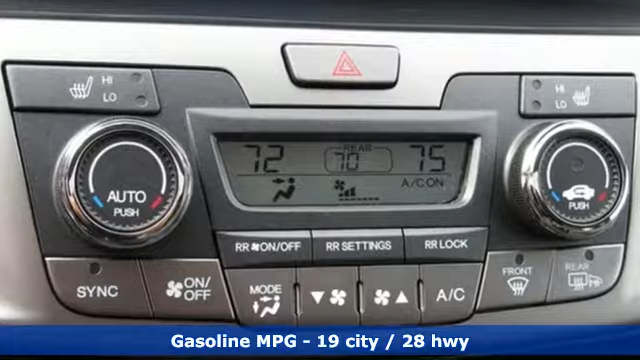 HI
LO
HI
LO
72
REAR
70
75
A/C ON
AUTO
PUSH
PUSH
RR ON/OFF
RR SETTINGS
RR LOCK
SYNC
ON/
OFF
MODE
A/C
FRONT
REAR
Gasoline MPG - 19 city / 28 hwy